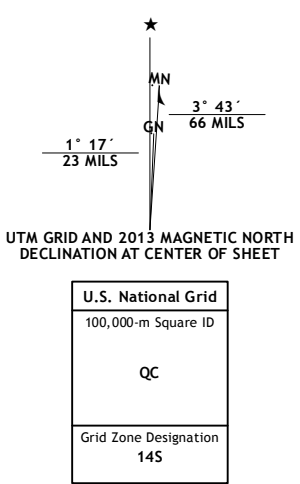 ★
MN
3° 43´
66 MILS
GN
1° 17´
23 MILS
UTM GRID AND 2013 MAGNETIC NORTH
DECLINATION AT CENTER OF SHEET
U.S. National Grid
100,000-m Square ID
QC
Grid Zone Designation
14S